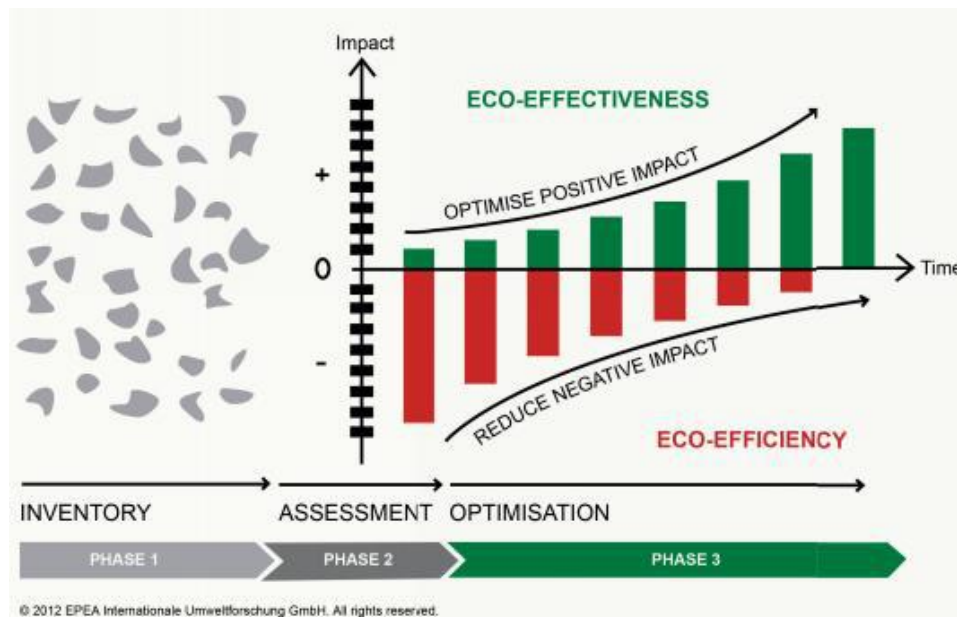 Impact
ECO-EFFECTIVENESS
+
OPTIMISE POSITIVE IMPACT
0
Time
-
REDUCE NEGATIVE IMPACT
ECO-EFFICIENCY
INVENTORY
ASSESSMENT
OPTIMISATION
PHASE 1
PHASE 2
PHASE 3
© 2012 EPEA Internationale Umweltforschung GmbH. All rights reserved.